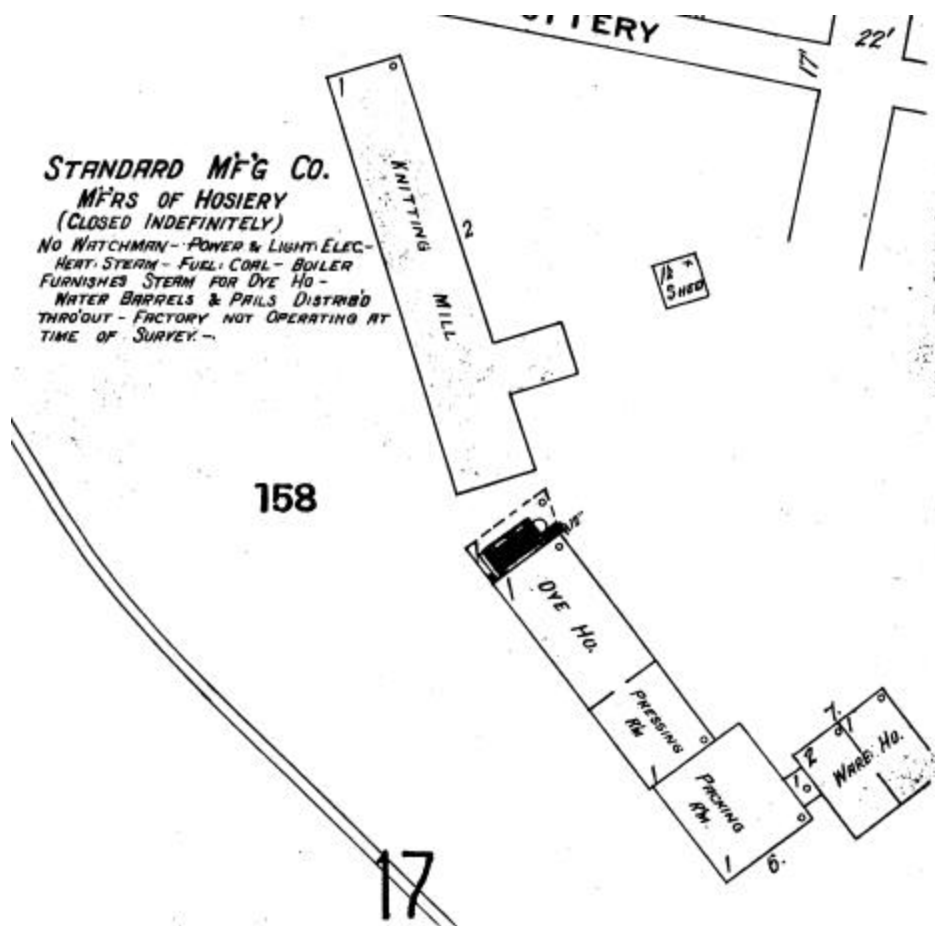 TTERY
22'
17'
STANDARD M'F'G CO.
M'F'RS OF HOSIERY
(CLOSED INDEFINITELY)
NO WATCHMAN - POWER & LIGHT: ELEC -
HEAT: STEAM - FUEL: COAL - BOILER
FURNISHES STEAM FOR DYE HO -
WATER BARRELS & PAILS DISTRIB'D
THRO'OUT - FACTORY NOT OPERATING AT
TIME OF SURVEY. -
1
KNITTING
MILL
2
SHED
158
1
DYE HO.
PRESSING
RM
1
PACKING
RM.
1
6.
1
2
7.
1
WARE HO.
17